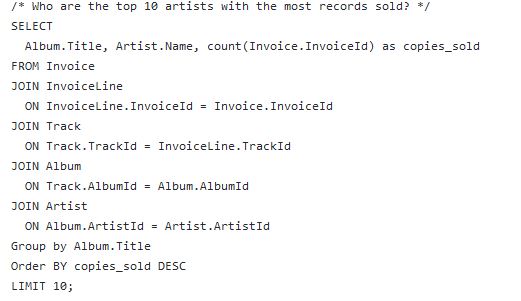 /* Who are the top 10 artists with the most records sold? */
SELECT
  Album.Title, Artist.Name, count(Invoice.InvoiceId) as copies_sold
FROM Invoice
JOIN InvoiceLine
  ON InvoiceLine.InvoiceId = Invoice.InvoiceId
JOIN Track
  ON Track.TrackId = InvoiceLine.TrackId
JOIN Album
  ON Track.AlbumId = Album.AlbumId
JOIN Artist
  ON Album.ArtistId = Artist.ArtistId
Group by Album.Title
Order BY copies_sold DESC
LIMIT 10;